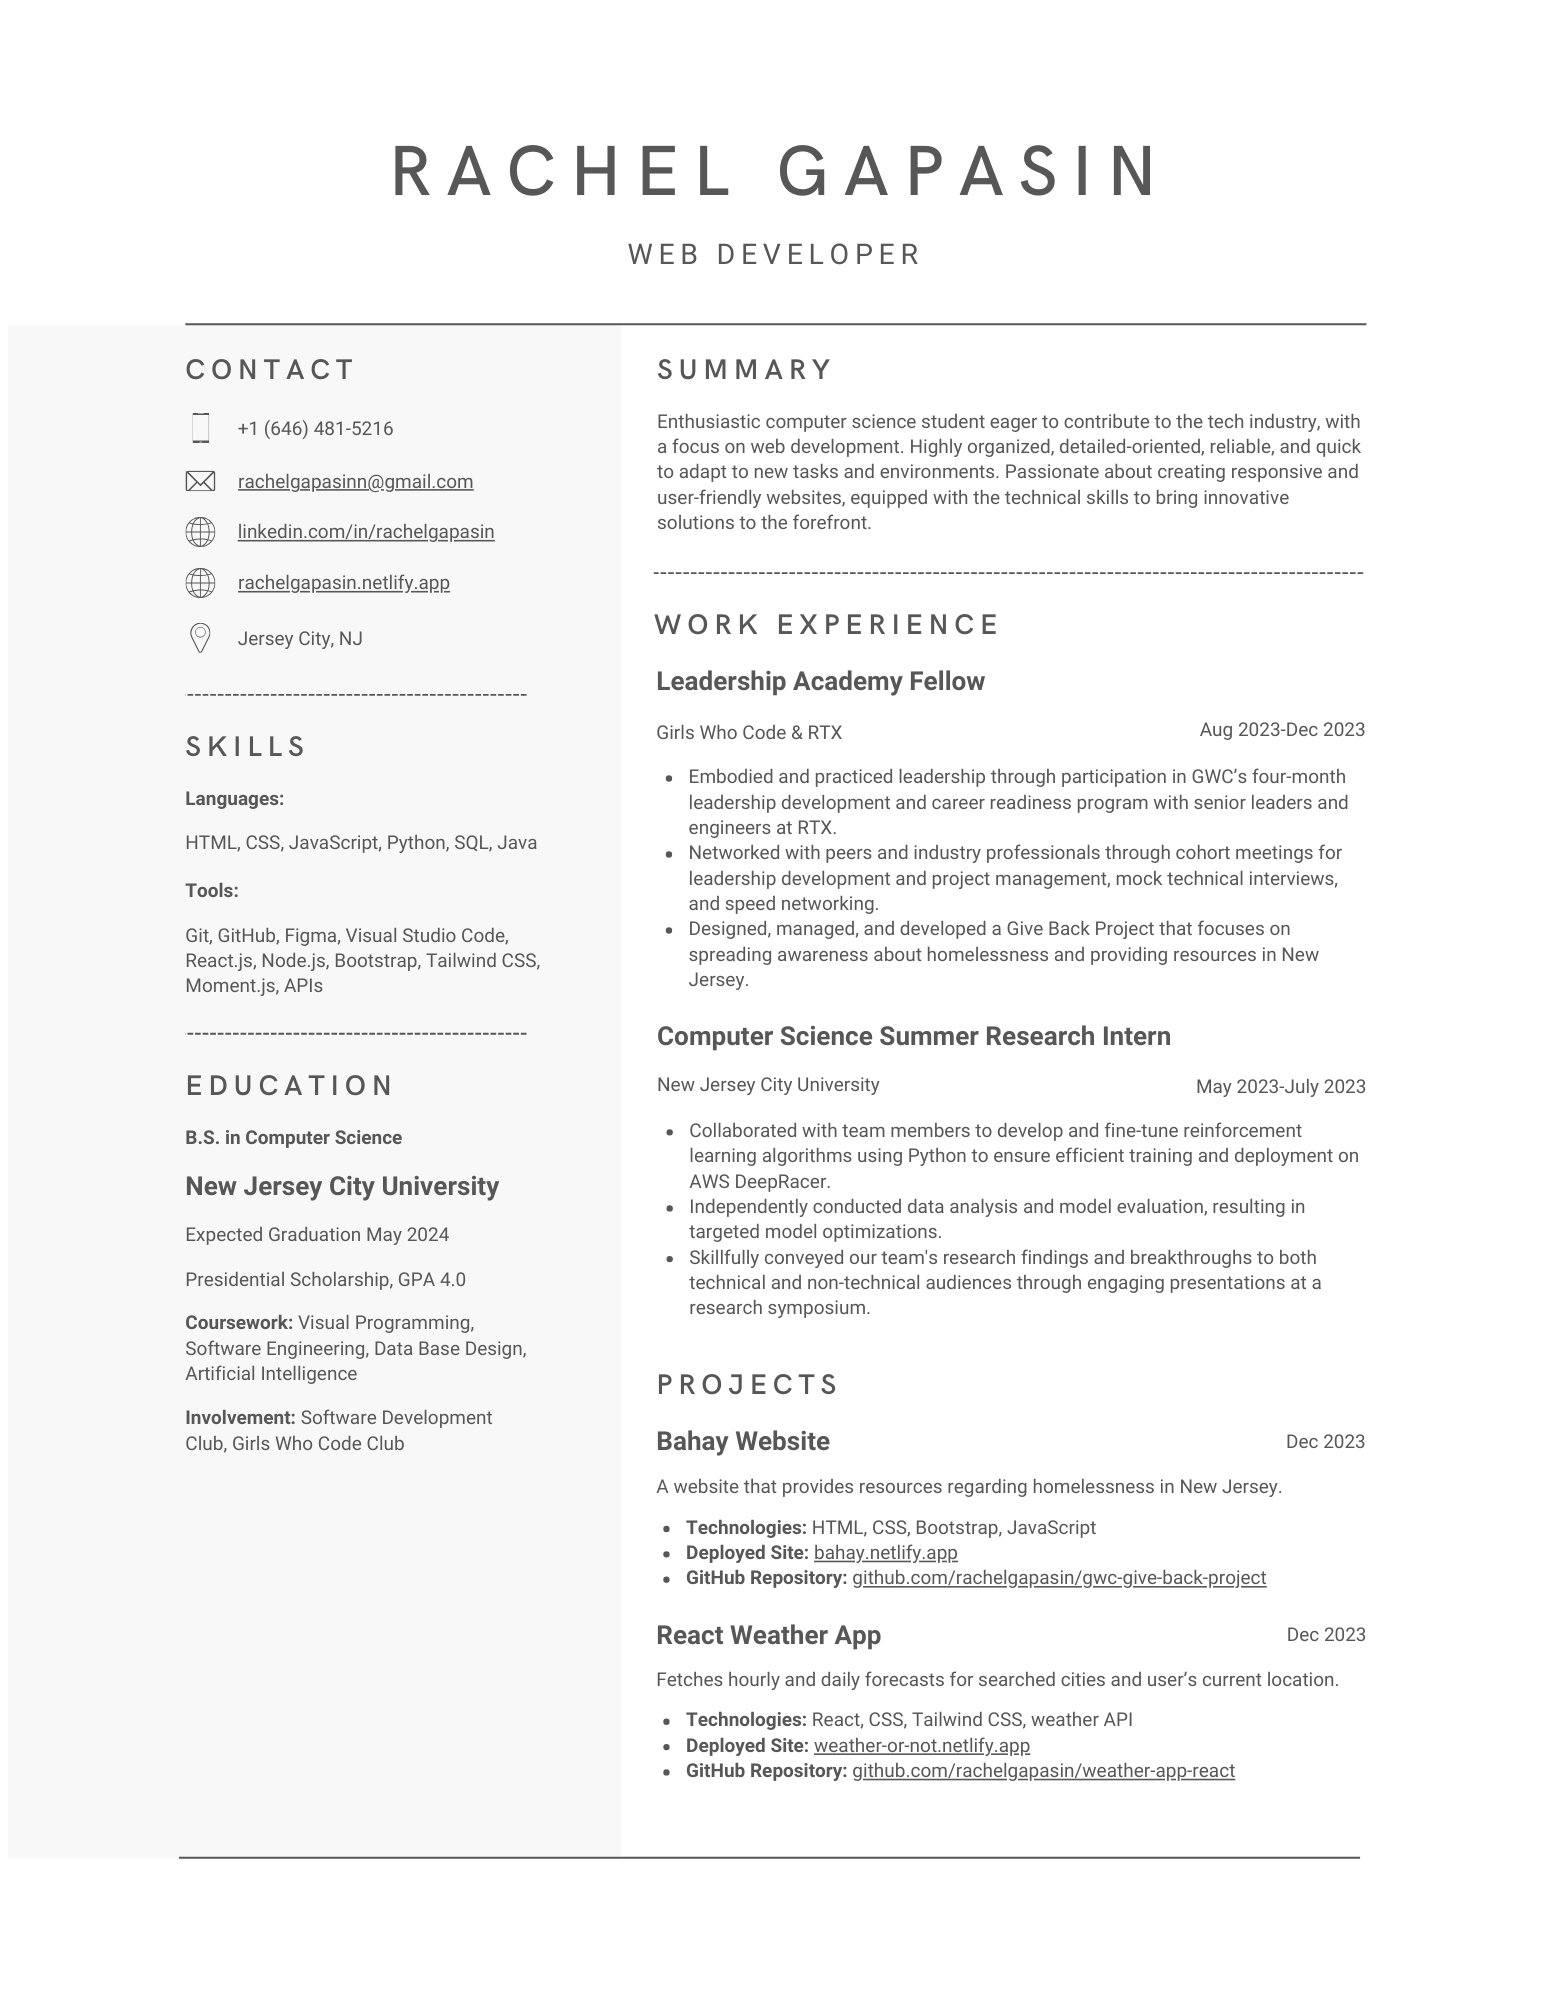 RACHEL GAPASIN
WEB DEVELOPER
CONTACT
+1 (646) 481-5216
rachelgapasinn@gmail.com
linkedin.com/in/rachelgapasin
rachelgapasin.netlify.app
Jersey City, NJ
SKILLS
Languages:
HTML, CSS, JavaScript, Python, SQL, Java
Tools:
Git, GitHub, Figma, Visual Studio Code,
React.js, Node.js, Bootstrap, Tailwind CSS,
Moment.js, APIs
EDUCATION
B.S. in Computer Science
New Jersey City University
Expected Graduation May 2024
Presidential Scholarship, GPA 4.0
Coursework: Visual Programming,
Software Engineering, Data Base Design,
Artificial Intelligence
Involvement: Software Development
Club, Girls Who Code Club
SUMMARY
Enthusiastic computer science student eager to contribute to the tech industry, with
a focus on web development. Highly organized, detailed-oriented, reliable, and quick
to adapt to new tasks and environments. Passionate about creating responsive and
user-friendly websites, equipped with the technical skills to bring innovative
solutions to the forefront.
WORK EXPERIENCE
Leadership Academy Fellow
Girls Who Code & RTX Aug 2023-Dec 2023
• Embodied and practiced leadership through participation in GWC’s four-month
leadership development and career readiness program with senior leaders and
engineers at RTX.
• Networked with peers and industry professionals through cohort meetings for
leadership development and project management, mock technical interviews,
and speed networking.
• Designed, managed, and developed a Give Back Project that focuses on
spreading awareness about homelessness and providing resources in New
Jersey.
Computer Science Summer Research Intern
New Jersey City University May 2023-July 2023
• Collaborated with team members to develop and fine-tune reinforcement
learning algorithms using Python to ensure efficient training and deployment on
AWS DeepRacer.
• Independently conducted data analysis and model evaluation, resulting in
targeted model optimizations.
• Skillfully conveyed our team's research findings and breakthroughs to both
technical and non-technical audiences through engaging presentations at a
research symposium.
PROJECTS
Bahay Website Dec 2023
A website that provides resources regarding homelessness in New Jersey.
• Technologies: HTML, CSS, Bootstrap, JavaScript
• Deployed Site: bahay.netlify.app
• GitHub Repository: github.com/rachelgapasin/gwc-give-back-project
React Weather App Dec 2023
Fetches hourly and daily forecasts for searched cities and user’s current location.
• Technologies: React, CSS, Tailwind CSS, weather API
• Deployed Site: weather-or-not.netlify.app
• GitHub Repository: github.com/rachelgapasin/weather-app-react